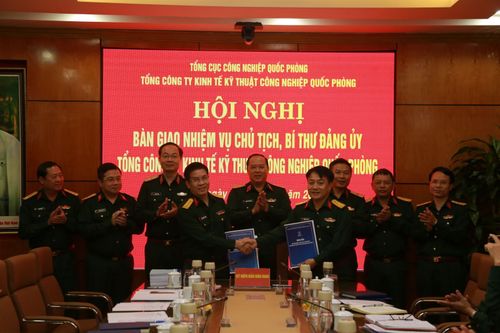 TỔNG CỤC CÔNG NGHIỆP QUỐC PHÒNG
TỔNG CÔNG TY KINH TẾ KỸ THUẬT CÔNG NGHIỆP QUỐC PHÒNG
HỘI NGHỊ
BÀN GIAO NHIỆM VỤ CHỦ TỊCH, BÍ THƯ ĐẢNG ỦY
TỔNG CÔNG TY KINH TẾ KỸ THUẬT CÔNG NGHIỆP QUỐC PHÒNG